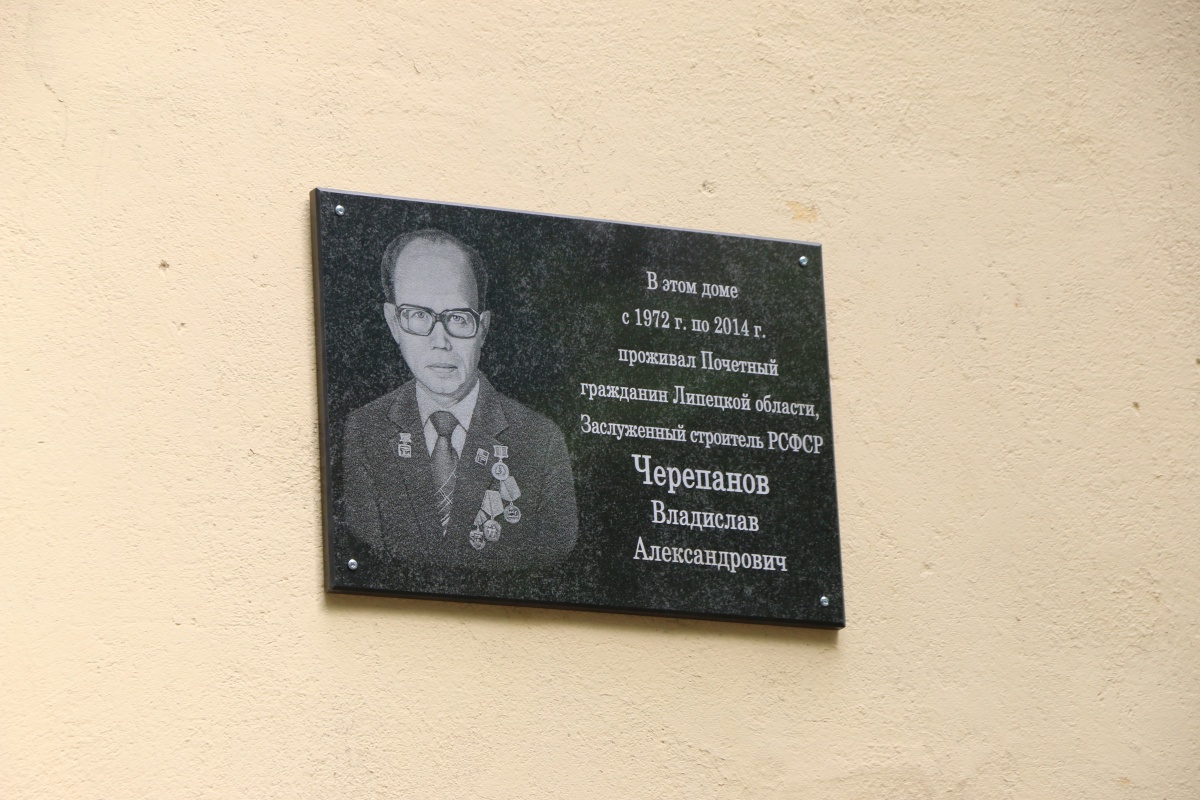 В этом доме
с 1972 г. по 2014 г.
проживал Почетный
гражданин Липецкой области,
Заслуженный строитель РСФСР
Черепанов
Владислав
Александрович